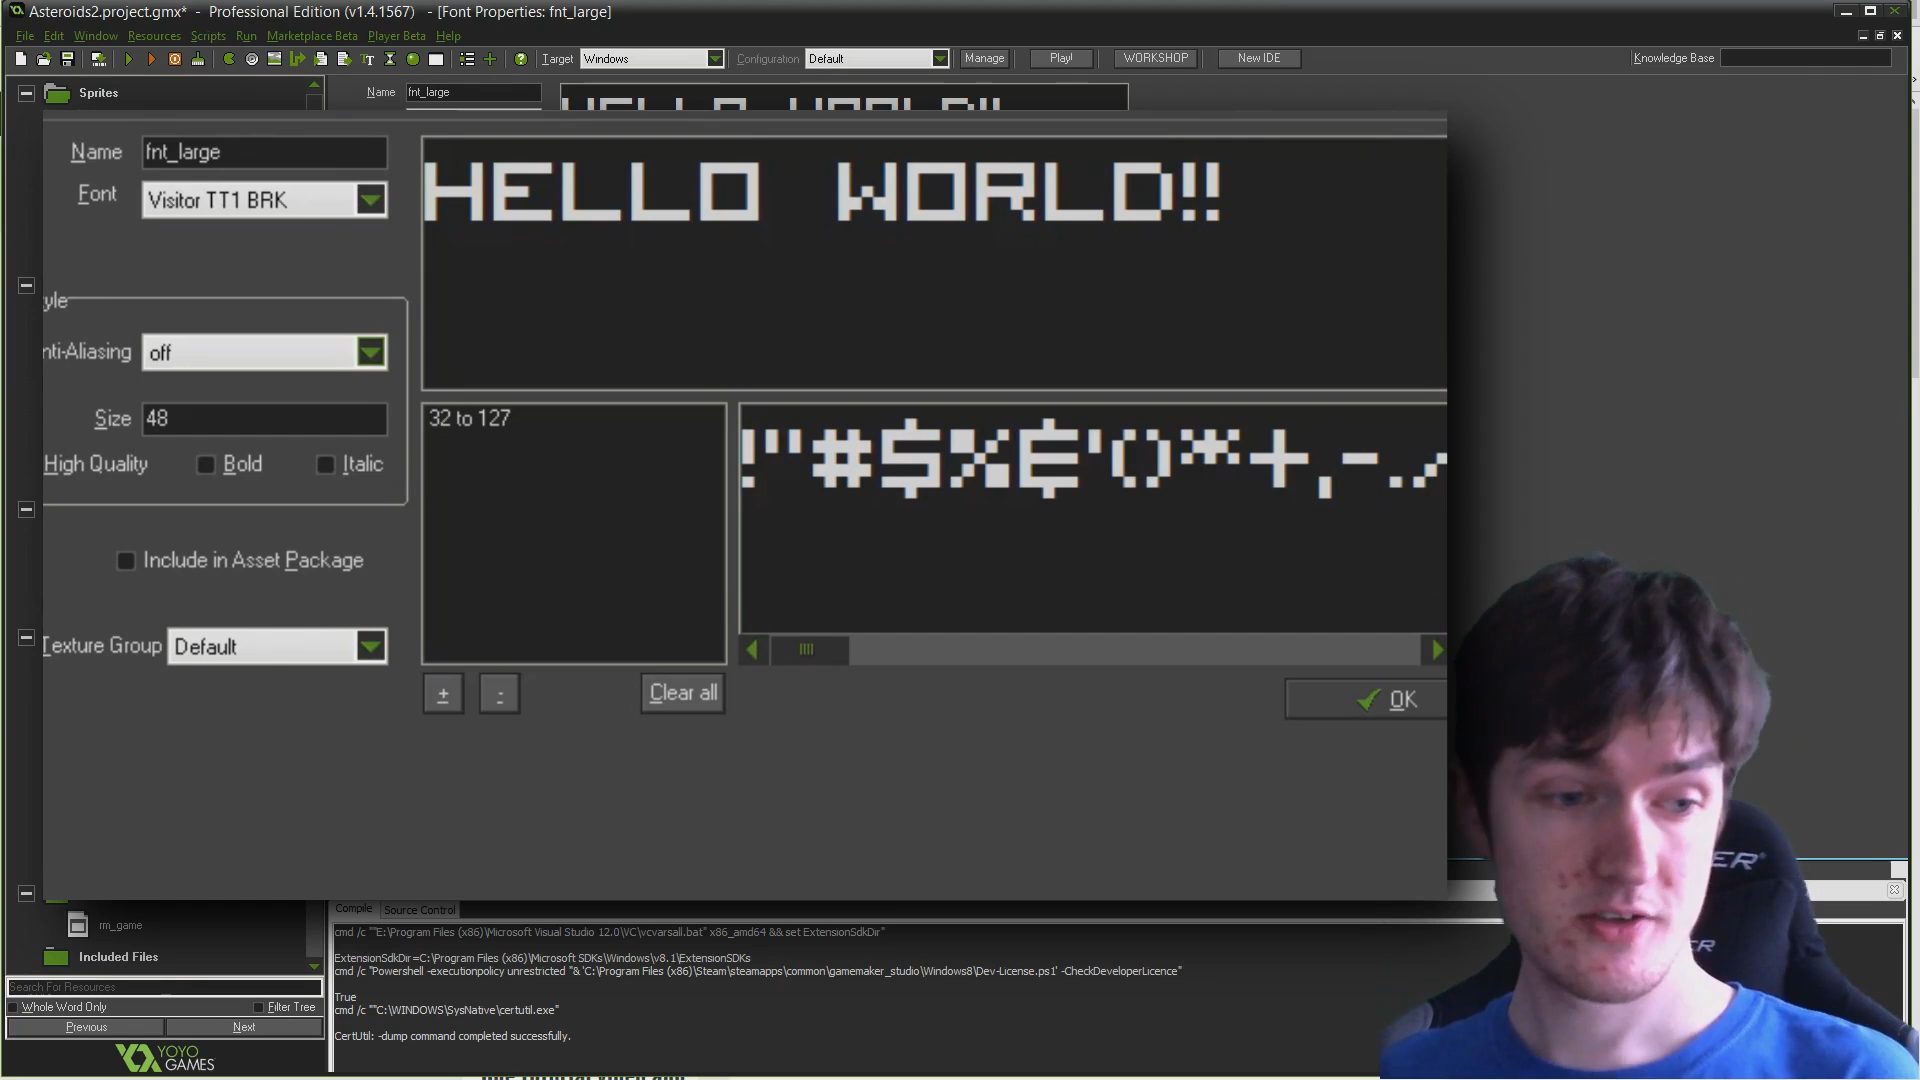 Asteroids2.project.gmx* - Professional Edition (v1.4.1567) - [Font Properties: fnt_large]
File Edit Window Resources Scripts Run Marketplace Beta Player Beta Help
Target Windows Configuration Default Manage Play! WORKSHOP New IDE Knowledge Base
Sprites
Name fnt_large
HELLO WORLD!!
Name fnt_large
Font Visitor TT1 BRK
HELLO WORLD!!
yle
nti-Aliasing off
Size 48
High Quality Bold Italic
32 to 127
!"#$%&'()*+,-./
Include in Asset Package
Texture Group Default
+ - Clear all
OK
rm_game
Included Files
Search For Resources
Whole Word Only Filter Tree
Previous Next
YOYO
GAMES
Compile Source Control
cmd /c ""E:\Program Files (x86)\Microsoft Visual Studio 12.0\VC\vcvarsall.bat" x86_amd64 && set ExtensionSdkDir"
ExtensionSdkDir=C:\Program Files (x86)\Microsoft SDKs\Windows\v8.1\ExtensionSDKs
cmd /c "Powershell -executionpolicy unrestricted "& 'C:\Program Files (x86)\Steam\steamapps\common\gamemaker_studio\Windows8\Dev-License.ps1' -CheckDeveloperLicence"
True
cmd /c ""C:\WINDOWS\SysNative\certutil.exe"
CertUtil: -dump command completed successfully.